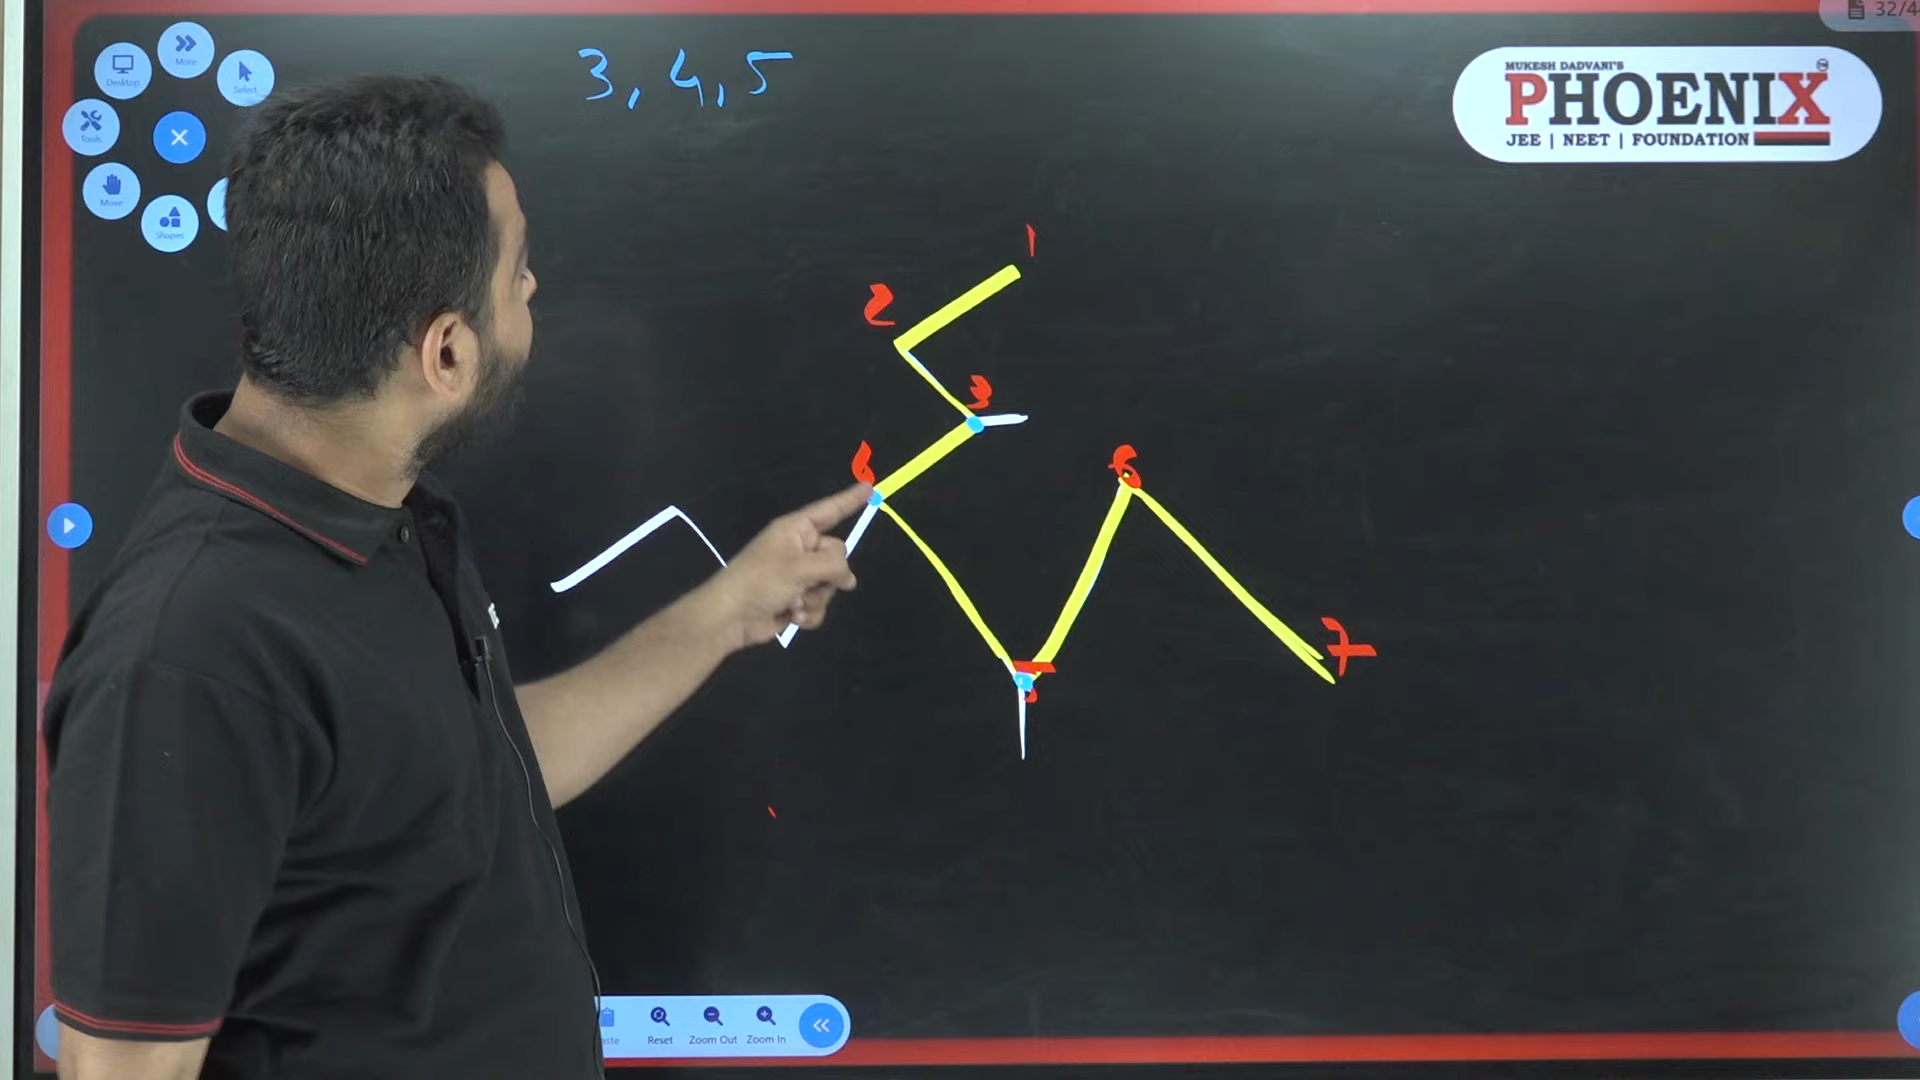 32/4
More
Desktop
Select
Tools
Move
Shapes
3, 4, 5
MUKESH DADVANI'S
PHOENIX
JEE | NEET | FOUNDATION
1
2
3
6
7
Reset
Zoom Out
Zoom In